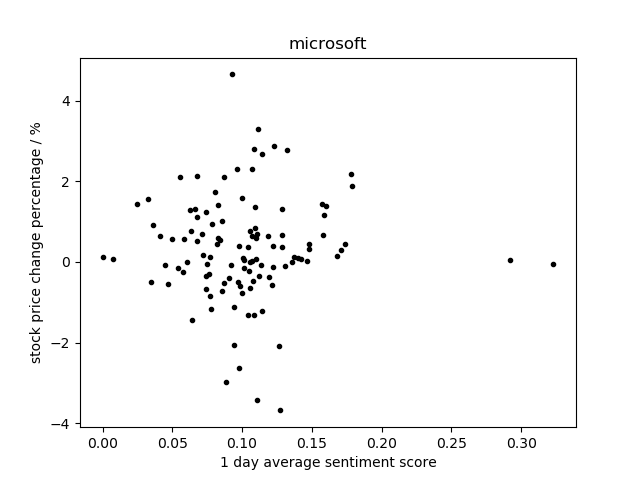 microsoft
stock price change percentage / %
4
2
0
−2
−4
0.00 0.05 0.10 0.15 0.20 0.25 0.30
1 day average sentiment score